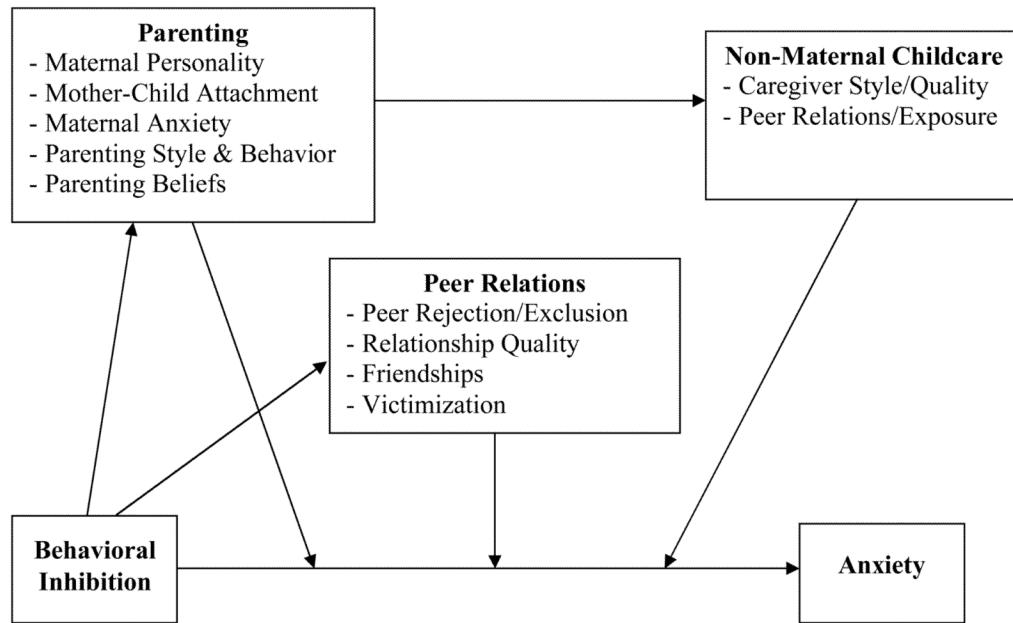 Parenting
- Maternal Personality
- Mother-Child Attachment
- Maternal Anxiety
- Parenting Style & Behavior
- Parenting Beliefs
Non-Maternal Childcare
- Caregiver Style/Quality
- Peer Relations/Exposure
Peer Relations
- Peer Rejection/Exclusion
- Relationship Quality
- Friendships
- Victimization
Behavioral
Inhibition
Anxiety